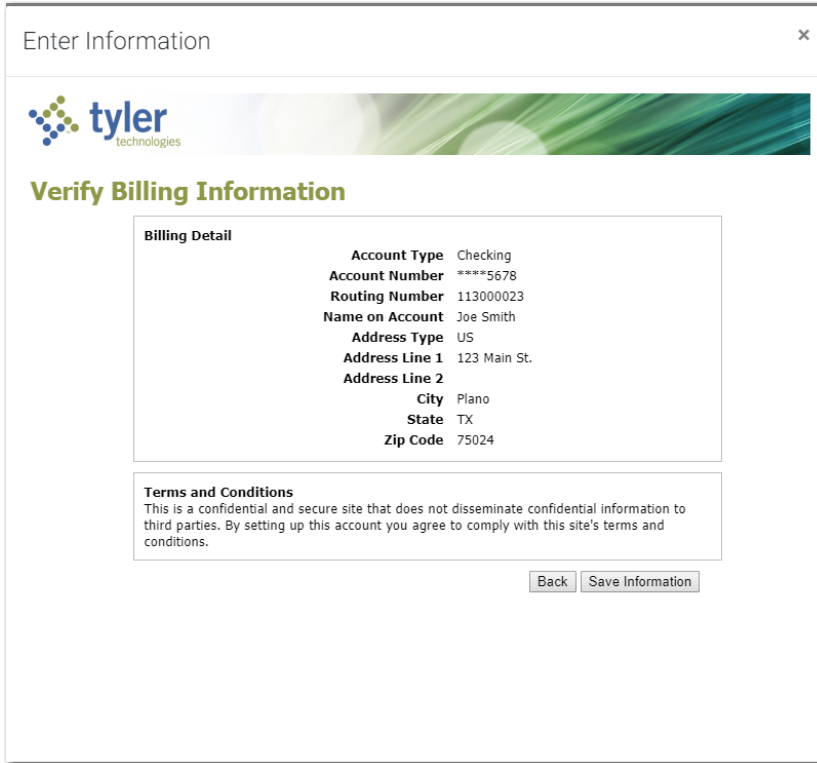 Enter Information
×
tyler
technologies
Verify Billing Information
Billing Detail
Account Type Checking
Account Number ****5678
Routing Number 113000023
Name on Account Joe Smith
Address Type US
Address Line 1 123 Main St.
Address Line 2
City Plano
State TX
Zip Code 75024
Terms and Conditions
This is a confidential and secure site that does not disseminate confidential information to
third parties. By setting up this account you agree to comply with this site's terms and
conditions.
Back Save Information